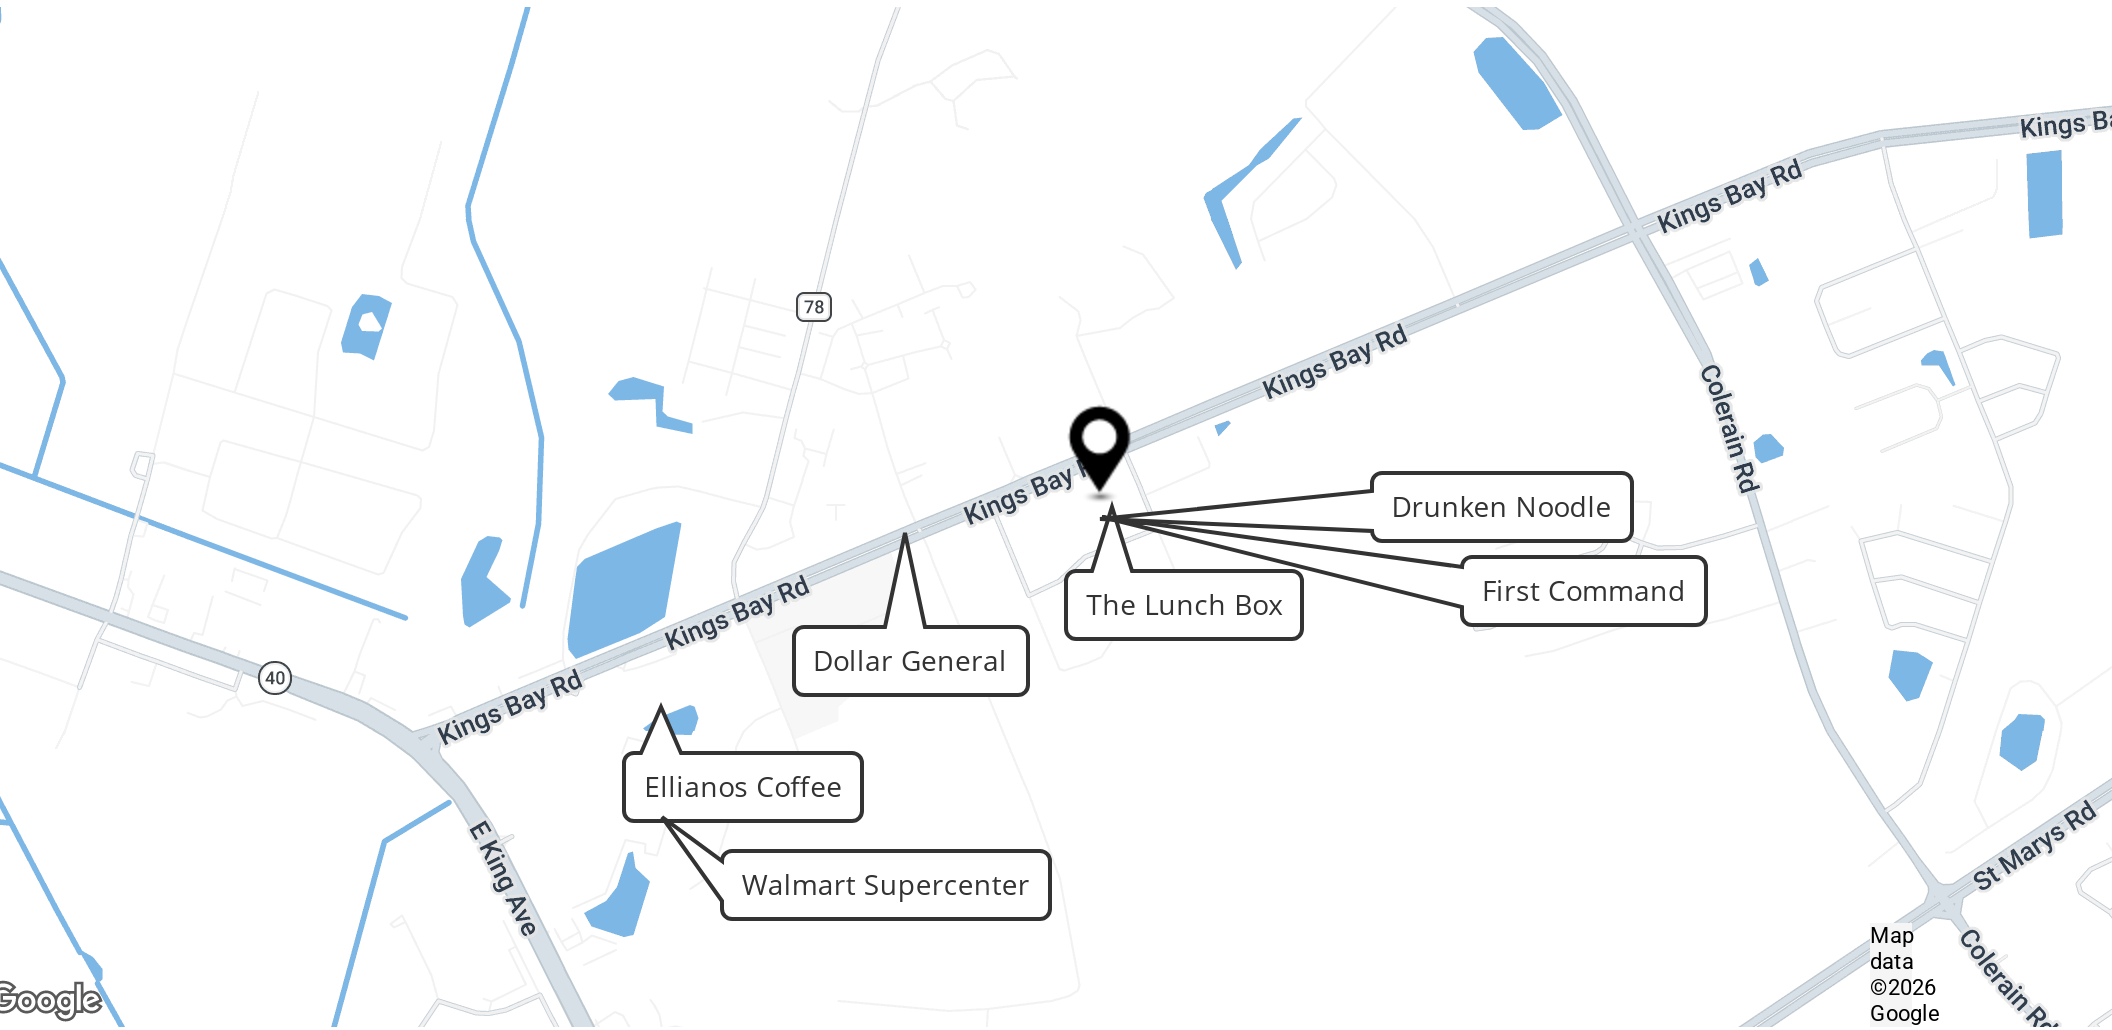 Kings Ba
Kings Bay Rd
78
Kings Bay Rd
Colerain Rd
Kings Bay
Drunken Noodle
First Command
The Lunch Box
Kings Bay Rd
Dollar General
40
Kings Bay Rd
Ellianos Coffee
E King Ave
Walmart Supercenter
St Marys Rd
Colerain Rd
Map
data
©2026
Google
Google